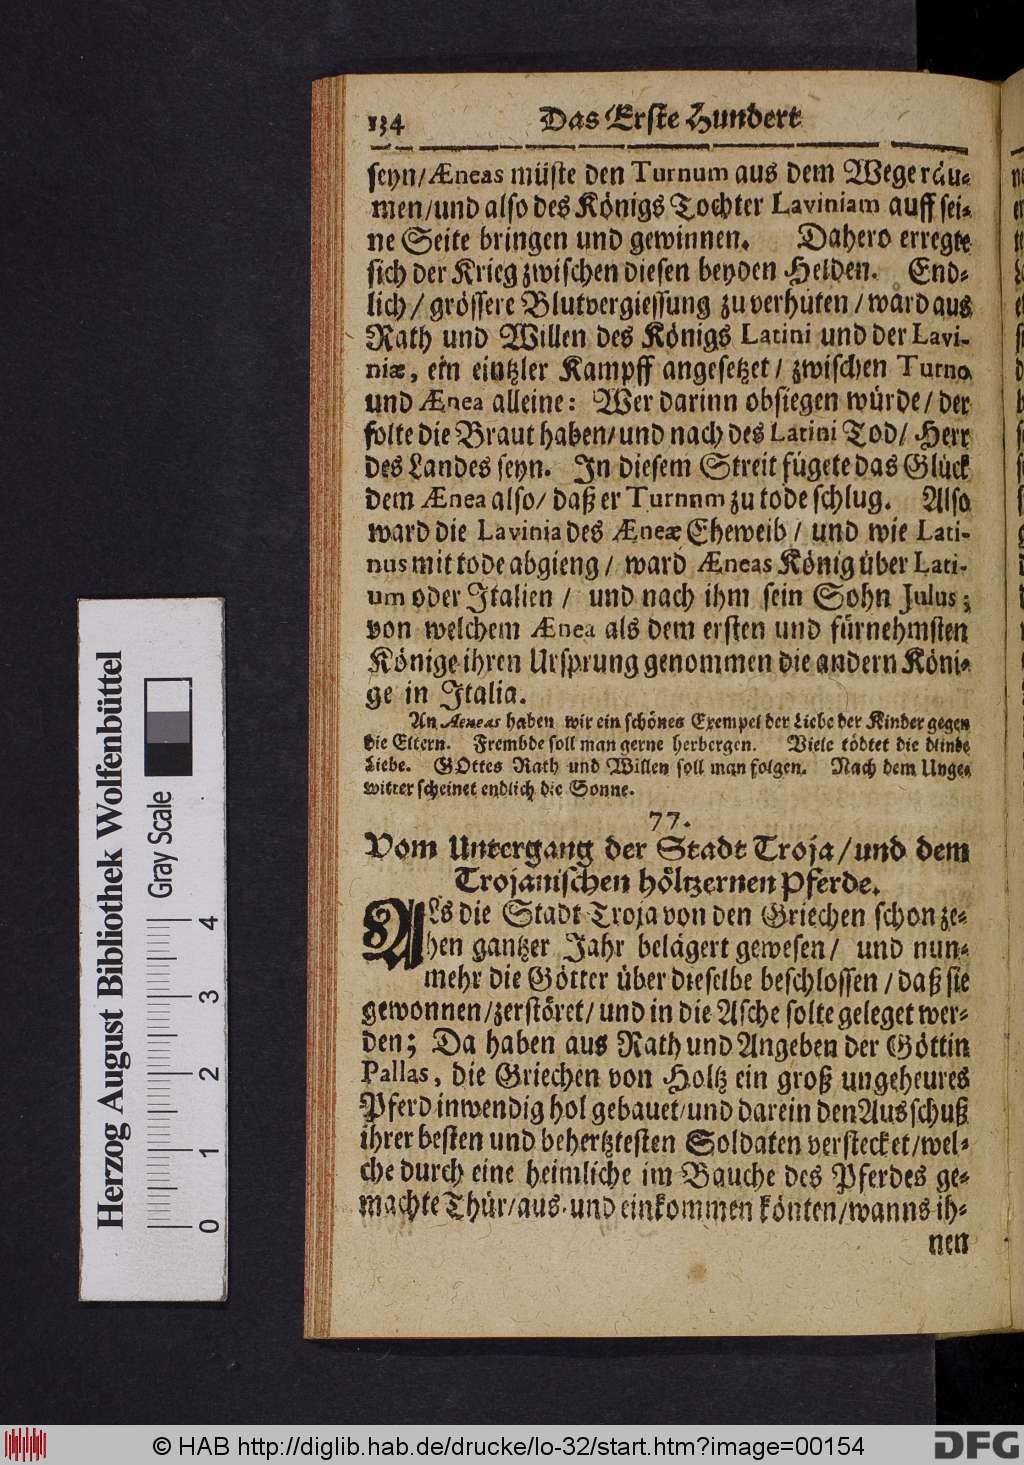 134 Das Erste Hundert
seyn/ Æneas müste den Turnum aus dem Wege räu-
men/und also des Königs Tochter Laviniam auff sei-
ne Seite bringen und gewinnen. Dahero erregte
sich der Krieg zwischen diesen beyden Helden. End-
lich/ grössere Blutvergiessung zu verhüten/ ward aus
Rath und Willen des Königs Latini und der Lavi-
niæ, ein eintzler Kampff angesetzet/ zwischen Turno
und Ænea alleine: Wer darinn obsiegen würde/ der
solte die Braut haben/und nach des Latini Tod/ Herr
des Landes seyn. In diesem Streit fügete das Glück
dem Ænea also/ daß er Turnnm zu tode schlug. Also
ward die Lavinia des Æneæ Eheweib/ und wie Lati-
nus mit tode abgieng/ ward Æneas König über Lati-
um oder Italien/ und nach ihm sein Sohn Julus;
von welchem Ænea als dem ersten und fürnehmsten
Könige ihren Ursprung genommen die andern Köni-
ge in Italia.
An Aeneas haben wir ein schönes Exempel der Liebe der Kinder gegen
die Eltern. Frembde soll man gerne herbergen. Viele tödtet die blinde
Liebe. GOttes Rath und Willen soll man folgen. Nach dem Unge-
witter scheinet endlich die Sonne.
77.
Vom Untergang der Stadt Troja/und dem
Trojanischen höltzernen Pferde.
ALs die Stadt Troja von den Griechen schon ze-
hen gantzer Jahr belägert gewesen/ und nun-
mehr die Götter über dieselbe beschlossen/ daß sie
gewonnen/zerstöret/ und in die Asche solte geleget wer-
den; Da haben aus Rath und Angeben der Göttin
Pallas, die Griechen von Holtz ein groß ungeheures
Pferd inwendig hol gebauet/und darein den Ausschuß
ihrer besten und behertztesten Soldaten verstecket/wel-
che durch eine heimliche im Bauche des Pferdes ge-
machte Thür/aus- und einkommen könten/wanns ih-
nen
Herzog August Bibliothek Wolfenbüttel
Gray Scale
0 1 2 3 4
© HAB http://diglib.hab.de/drucke/lo-32/start.htm?image=00154
DFG